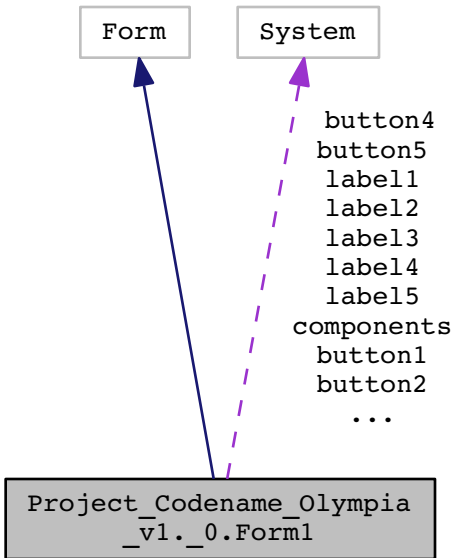 Form
System
button4
button5
label1
label2
label3
label4
label5
components
button1
button2
...
Project_Codename_Olympia
_v1._0.Form1